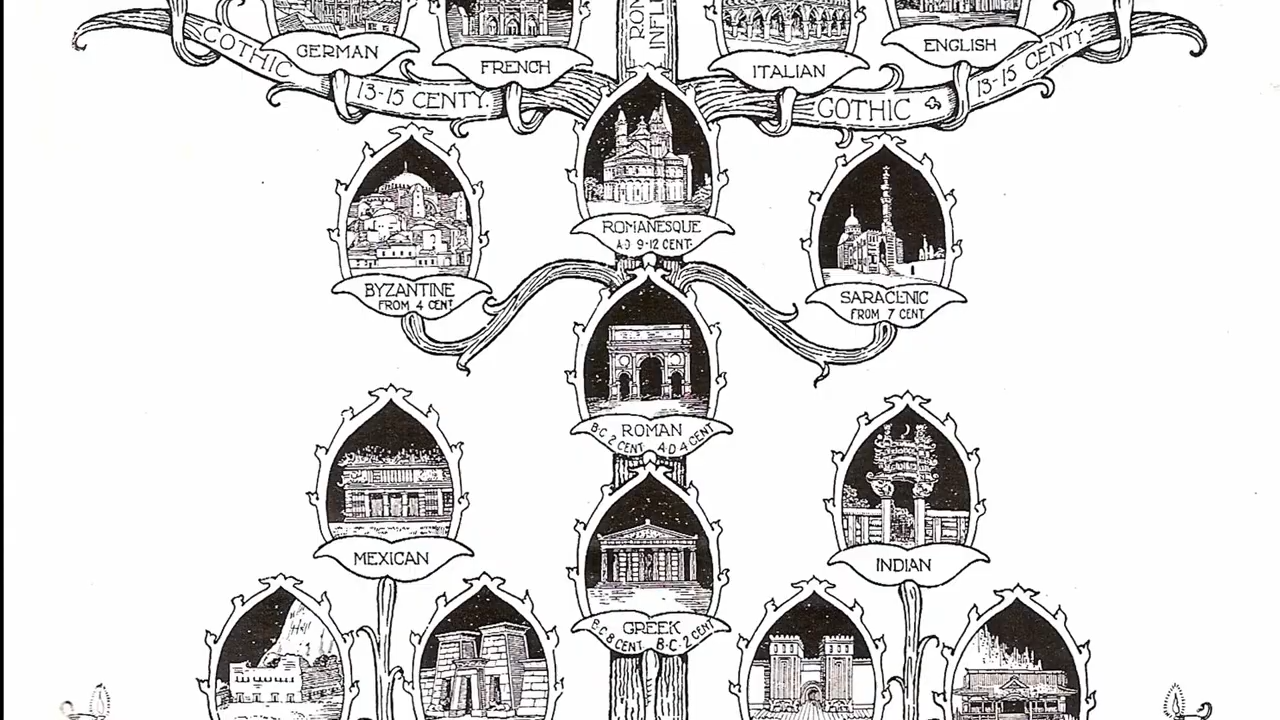 GERMAN
FRENCH
ITALIAN
ENGLISH
GOTHIC
13-15 CENTY.
GOTHIC
13-15 CENTY.
ROMANESQUE
A·D 9-12 CENT·
BYZANTINE
FROM 4 CENT
SARACENIC
FROM 7 CENT
ROMAN
B·C 2 CENT· A·D 4 CENT
MEXICAN
INDIAN
GREEK
B·C 8 CENT B·C·2 CENT